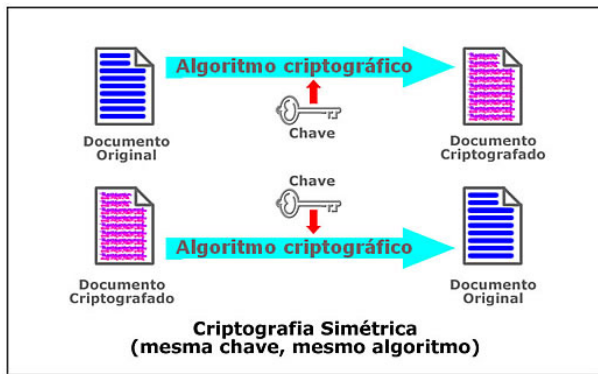 Algoritmo criptográfico
Chave
Documento
Original
Documento
Criptografado
Chave
Algoritmo criptográfico
Documento
Criptografado
Documento
Original
Criptografia Simétrica
(mesma chave, mesmo algoritmo)